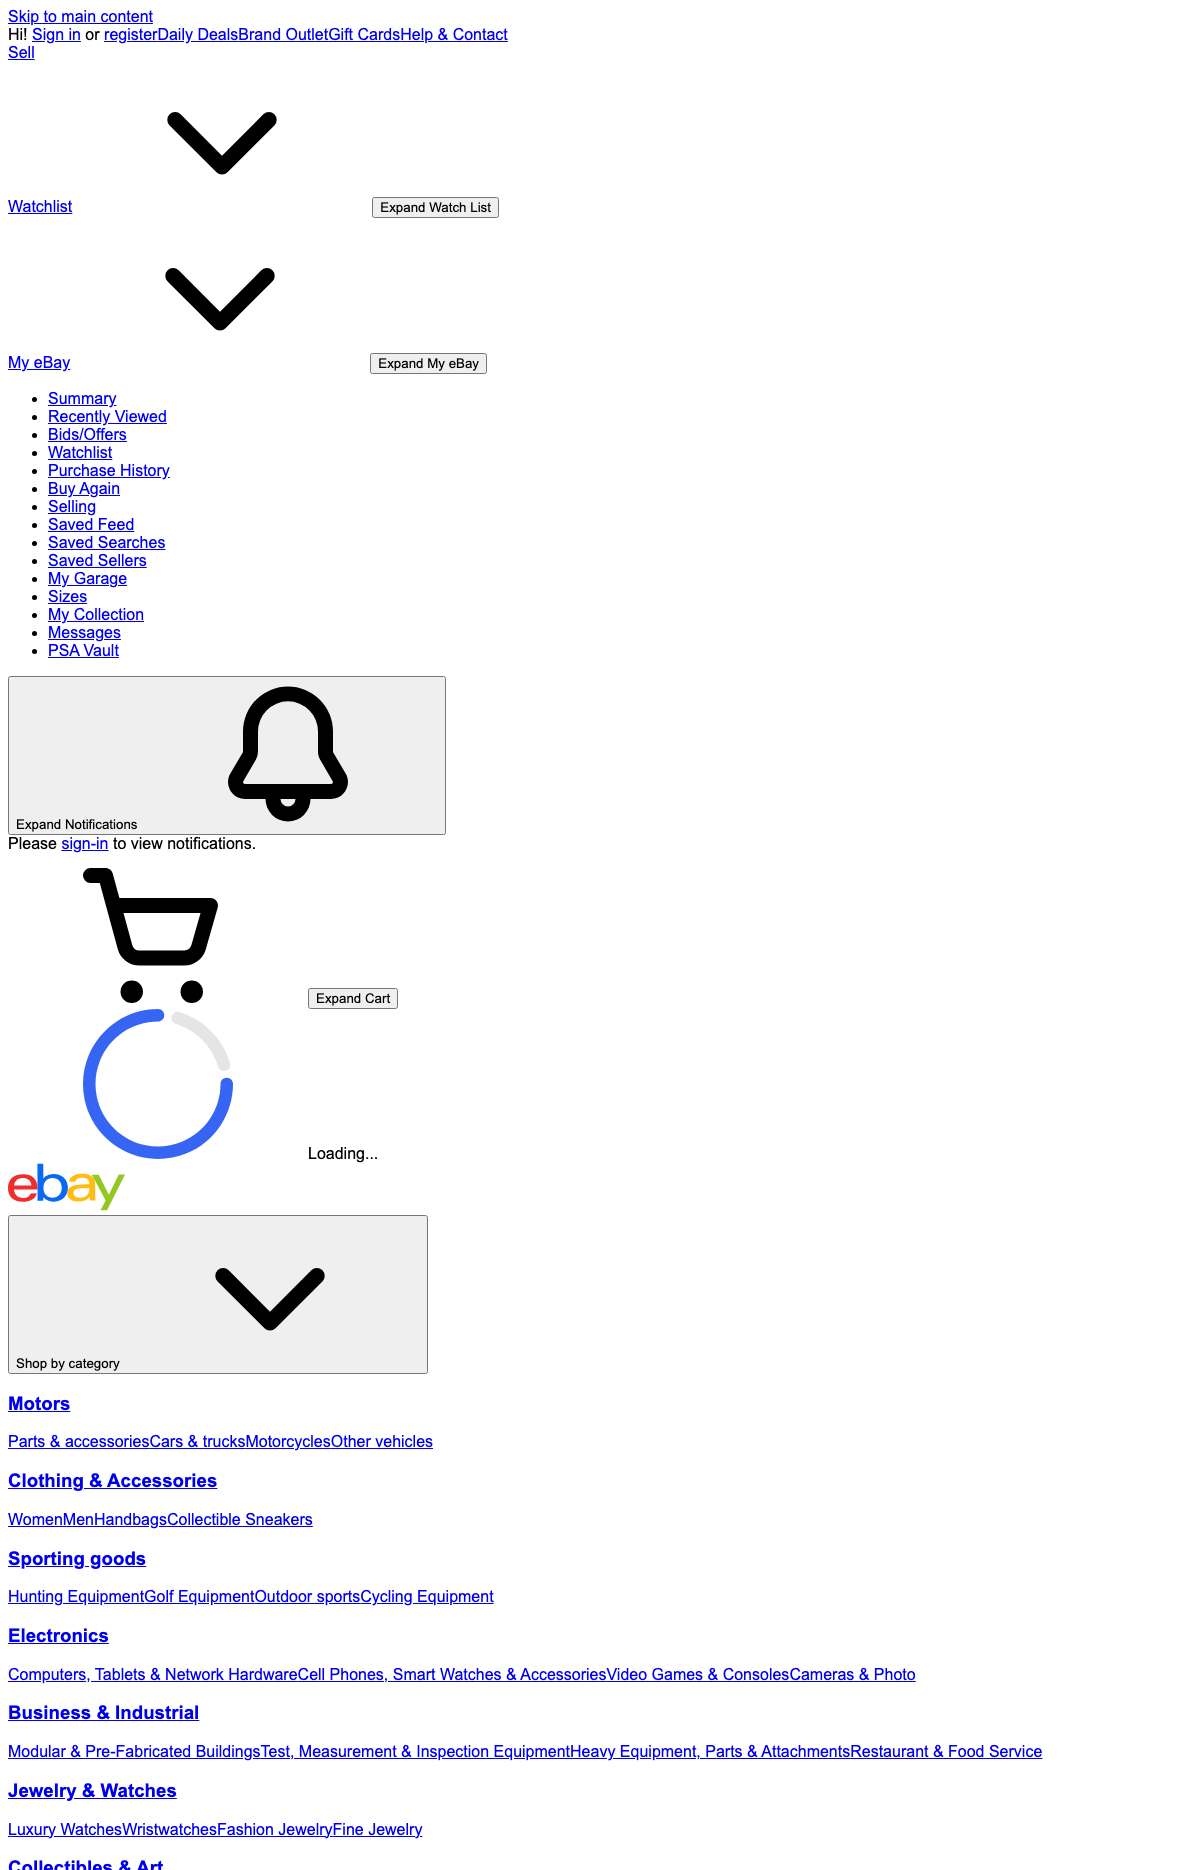 Skip to main content
Hi! Sign in or registerDaily DealsBrand OutletGift CardsHelp & Contact
Sell
Watchlist Expand Watch List
My eBay Expand My eBay
Summary
Recently Viewed
Bids/Offers
Watchlist
Purchase History
Buy Again
Selling
Saved Feed
Saved Searches
Saved Sellers
My Garage
Sizes
My Collection
Messages
PSA Vault
Expand Notifications
Please sign-in to view notifications.
Expand Cart
Loading...
ebay
Shop by category
Motors
Parts & accessoriesCars & trucksMotorcyclesOther vehicles
Clothing & Accessories
WomenMenHandbagsCollectible Sneakers
Sporting goods
Hunting EquipmentGolf EquipmentOutdoor sportsCycling Equipment
Electronics
Computers, Tablets & Network HardwareCell Phones, Smart Watches & AccessoriesVideo Games & ConsolesCameras & Photo
Business & Industrial
Modular & Pre-Fabricated BuildingsTest, Measurement & Inspection EquipmentHeavy Equipment, Parts & AttachmentsRestaurant & Food Service
Jewelry & Watches
Luxury WatchesWristwatchesFashion JewelryFine Jewelry
Collectibles & Art